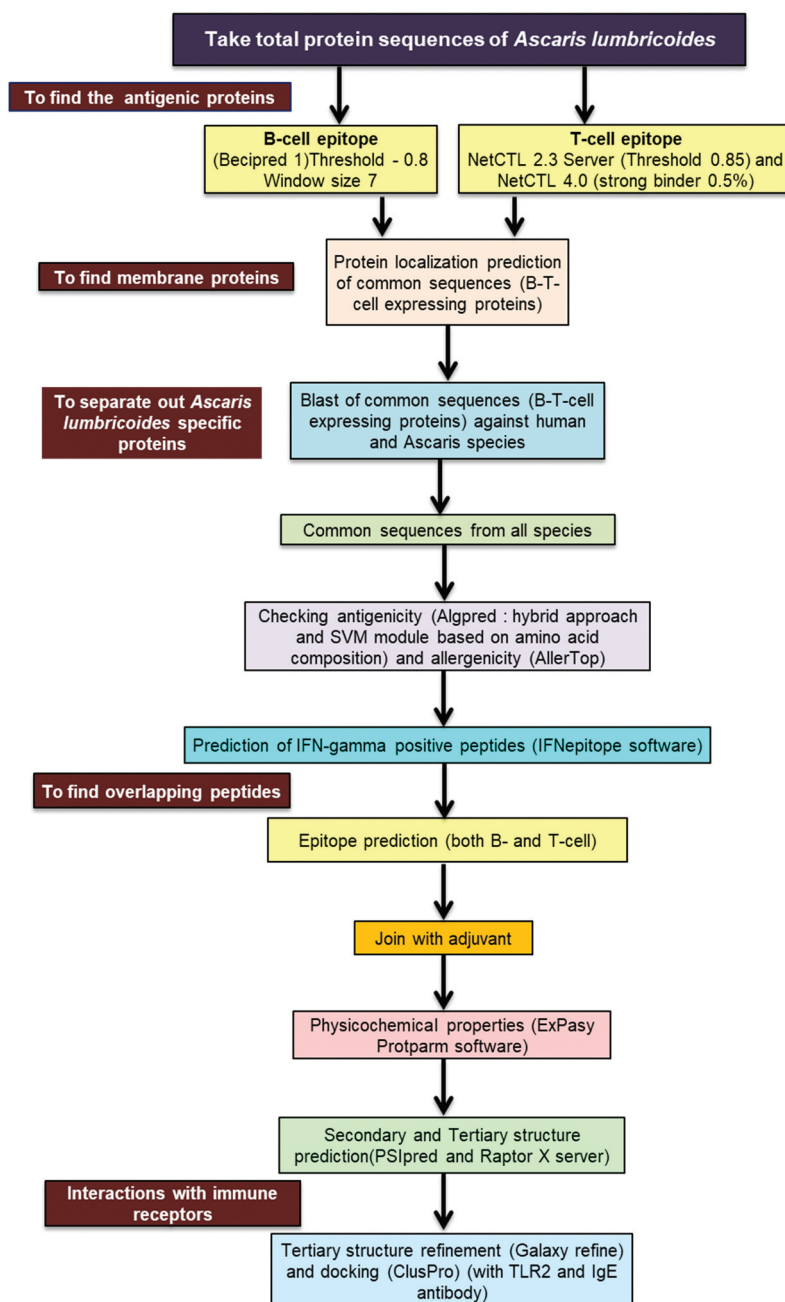 Take total protein sequences of Ascaris lumbricoides
To find the antigenic proteins
B-cell epitope
(Becipred 1)Threshold - 0.8
Window size 7
T-cell epitope
NetCTL 2.3 Server (Threshold 0.85) and
NetCTL 4.0 (strong binder 0.5%)
To find membrane proteins
Protein localization prediction
of common sequences (B-T-
cell expressing proteins)
To separate out Ascaris
lumbricoides specific
proteins
Blast of common sequences (B-T-cell
expressing proteins) against human
and Ascaris species
Common sequences from all species
Checking antigenicity (Algpred : hybrid approach
and SVM module based on amino acid
composition) and allergenicity (AllerTop)
Prediction of IFN-gamma positive peptides (IFNepitope software)
To find overlapping peptides
Epitope prediction (both B- and T-cell)
Join with adjuvant
Physicochemical properties (ExPasy
Protparm software)
Secondary and Tertiary structure
prediction(PSIpred and Raptor X server)
Interactions with immune
receptors
Tertiary structure refinement (Galaxy refine)
and docking (ClusPro) (with TLR2 and IgE
antibody)